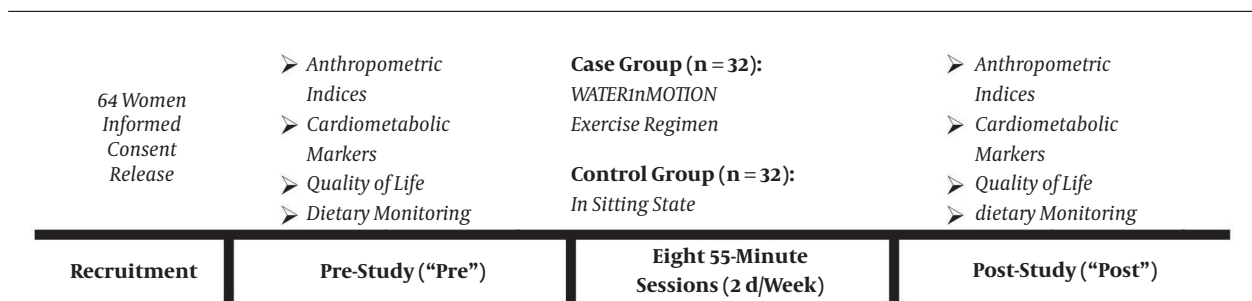 64 Women
Informed
Consent
Release
➢ Anthropometric
Indices
➢ Cardiometabolic
Markers
➢ Quality of Life
➢ Dietary Monitoring
Case Group (n = 32):
WATER1nMOTION
Exercise Regimen
Control Group (n = 32):
In Sitting State
➢ Anthropometric
Indices
➢ Cardiometabolic
Markers
➢ Quality of Life
➢ dietary Monitoring
Recruitment
Pre-Study (“Pre”)
Eight 55-Minute
Sessions (2 d/Week)
Post-Study (“Post”)